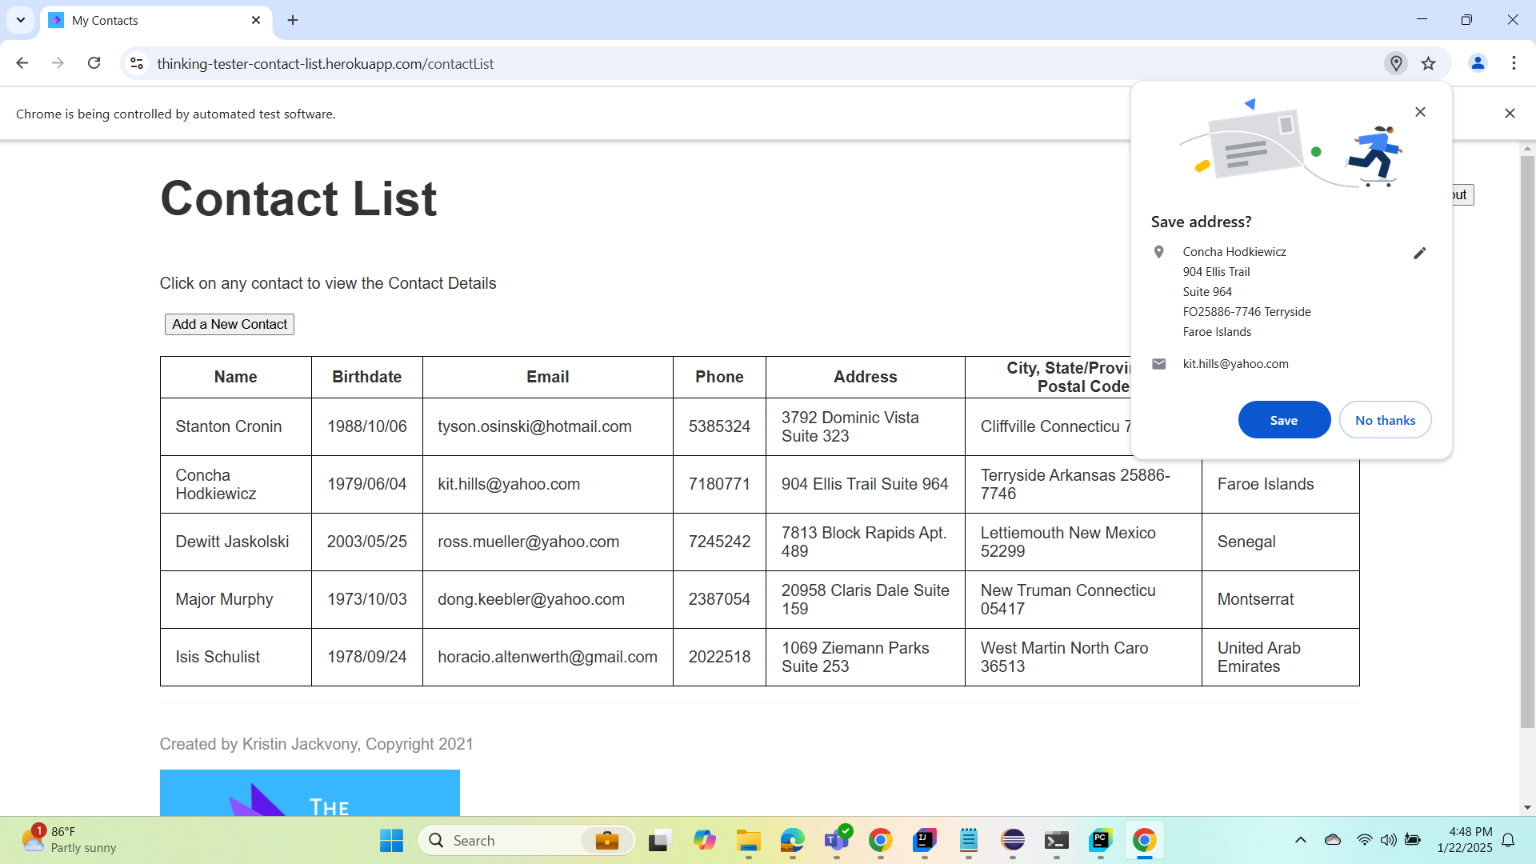 My Contacts
thinking-tester-contact-list.herokuapp.com/contactList
Chrome is being controlled by automated test software.
Contact List
out
Save address?
Concha Hodkiewicz
904 Ellis Trail
Suite 964
FO25886-7746 Terryside
Faroe Islands
kit.hills@yahoo.com
Save No thanks
Click on any contact to view the Contact Details
Add a New Contact
Name Birthdate Email Phone Address City, State/Provin
Postal Code
Stanton Cronin 1988/10/06 tyson.osinski@hotmail.com 5385324 3792 Dominic Vista
Suite 323 Cliffville Connecticu 7
Concha
Hodkiewicz 1979/06/04 kit.hills@yahoo.com 7180771 904 Ellis Trail Suite 964 Terryside Arkansas 25886-
7746 Faroe Islands
Dewitt Jaskolski 2003/05/25 ross.mueller@yahoo.com 7245242 7813 Block Rapids Apt.
489 Lettiemouth New Mexico
52299 Senegal
Major Murphy 1973/10/03 dong.keebler@yahoo.com 2387054 20958 Claris Dale Suite
159 New Truman Connecticu
05417 Montserrat
Isis Schulist 1978/09/24 horacio.altenwerth@gmail.com 2022518 1069 Ziemann Parks
Suite 253 West Martin North Caro
36513 United Arab
Emirates
Created by Kristin Jackvony, Copyright 2021
THE
1
86°F
Partly sunny
Search
4:48 PM
1/22/2025